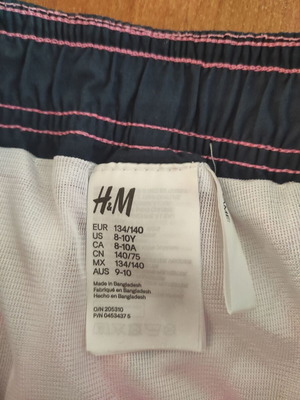 H&M
EUR 134/140
US 8-10Y
CA 8-10A
CN 140/75
MX 134/140
AUS 9-10
Made in Bangladesh
Fabriqué en Bangladesh
Hecho en Bangladesh
O/N 205310
P/N 0453437 5